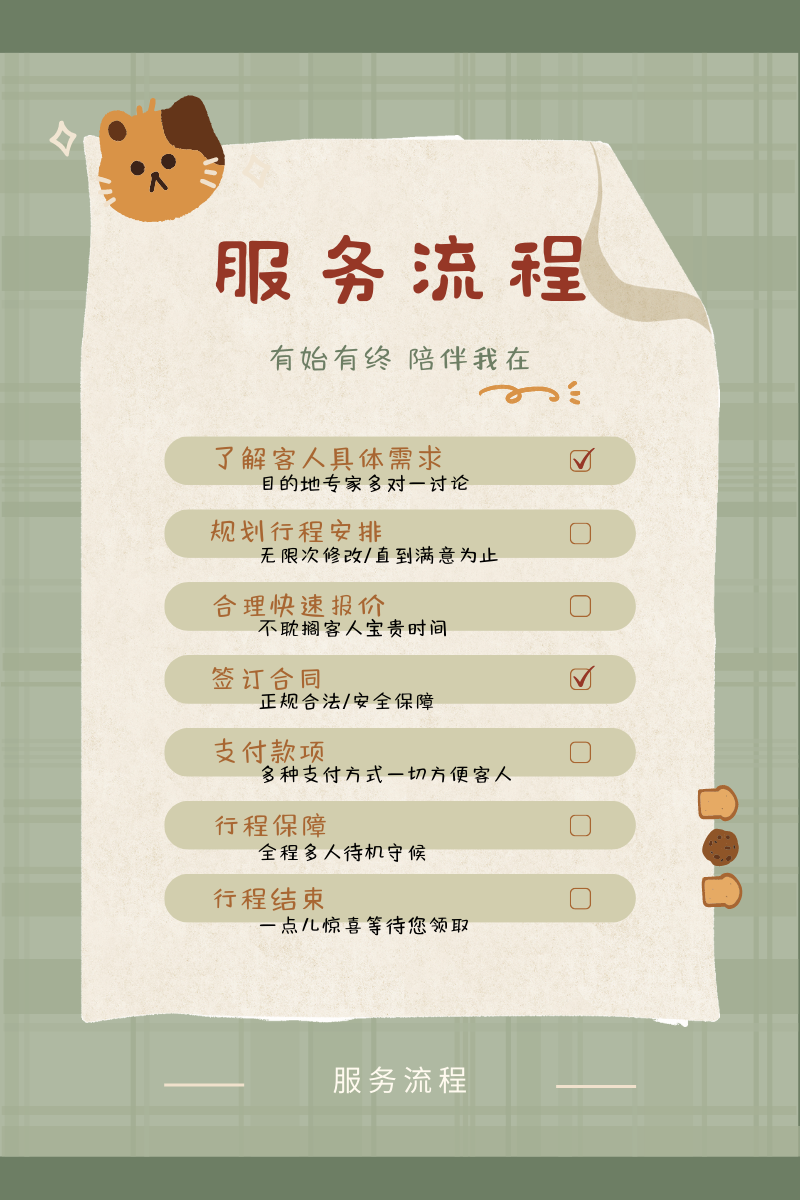 服务流程
有始有终 陪伴我在
了解客人具体需求
目的地专家多对一讨论
规划行程安排
无限次修改/直到满意为止
合理快速报价
不耽搁客人宝贵时间
签订合同
正规合法/安全保障
支付款项
多种支付方式一切方便客人
行程保障
全程多人待机守候
行程结束
一点儿惊喜等待您领取
服务流程